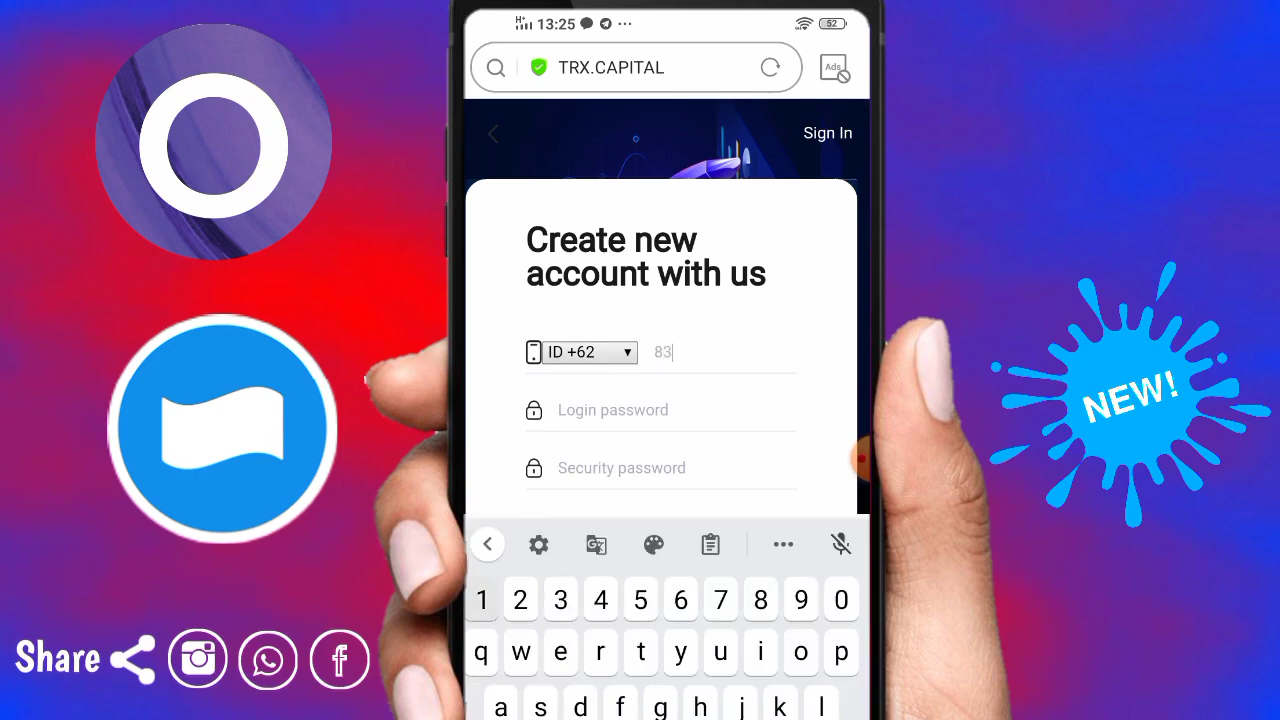 13:25
52
TRX.CAPITAL
Ads
Sign In
Create new
account with us
ID +62
83
Login password
Security password
1 2 3 4 5 6 7 8 9 0
q w e r t y u i o p
a s d f g h j k l
NEW!
Share